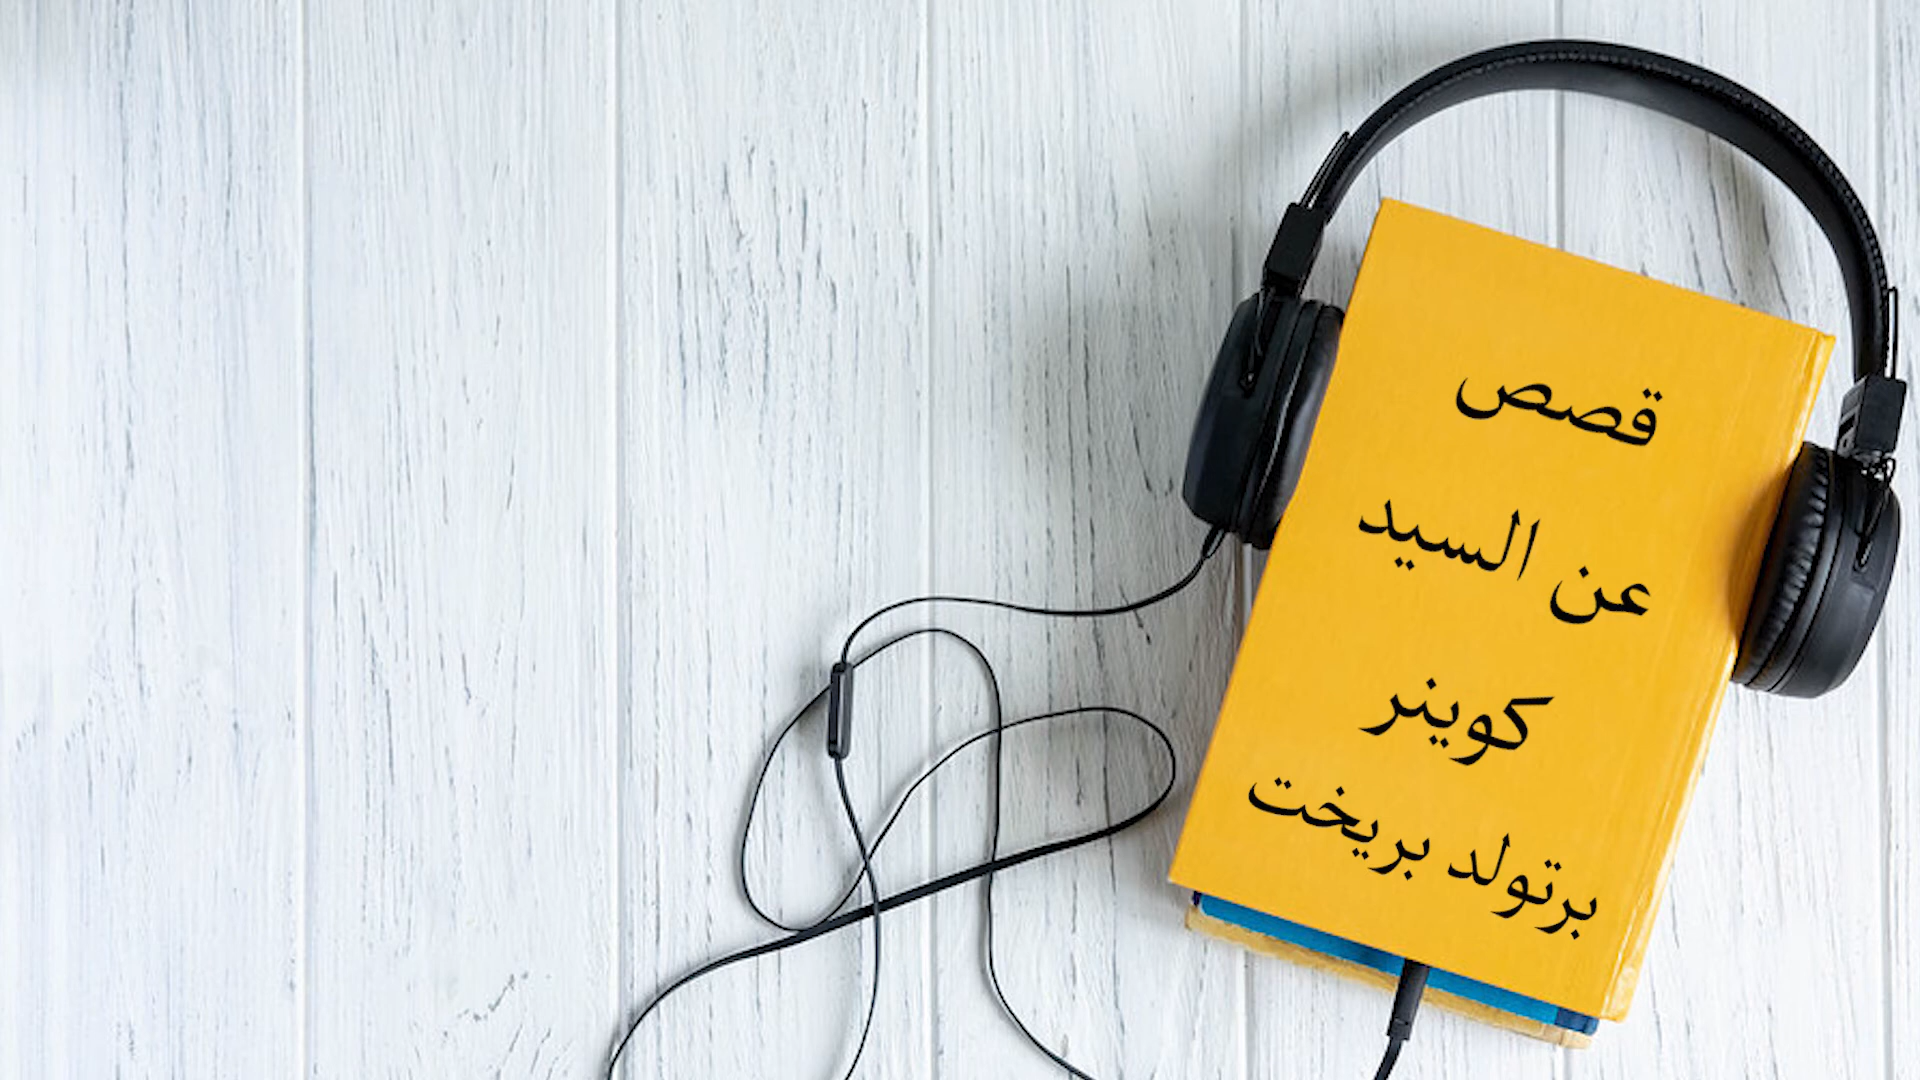 قصص
عن السيد
كوينر
برتولد بريخت